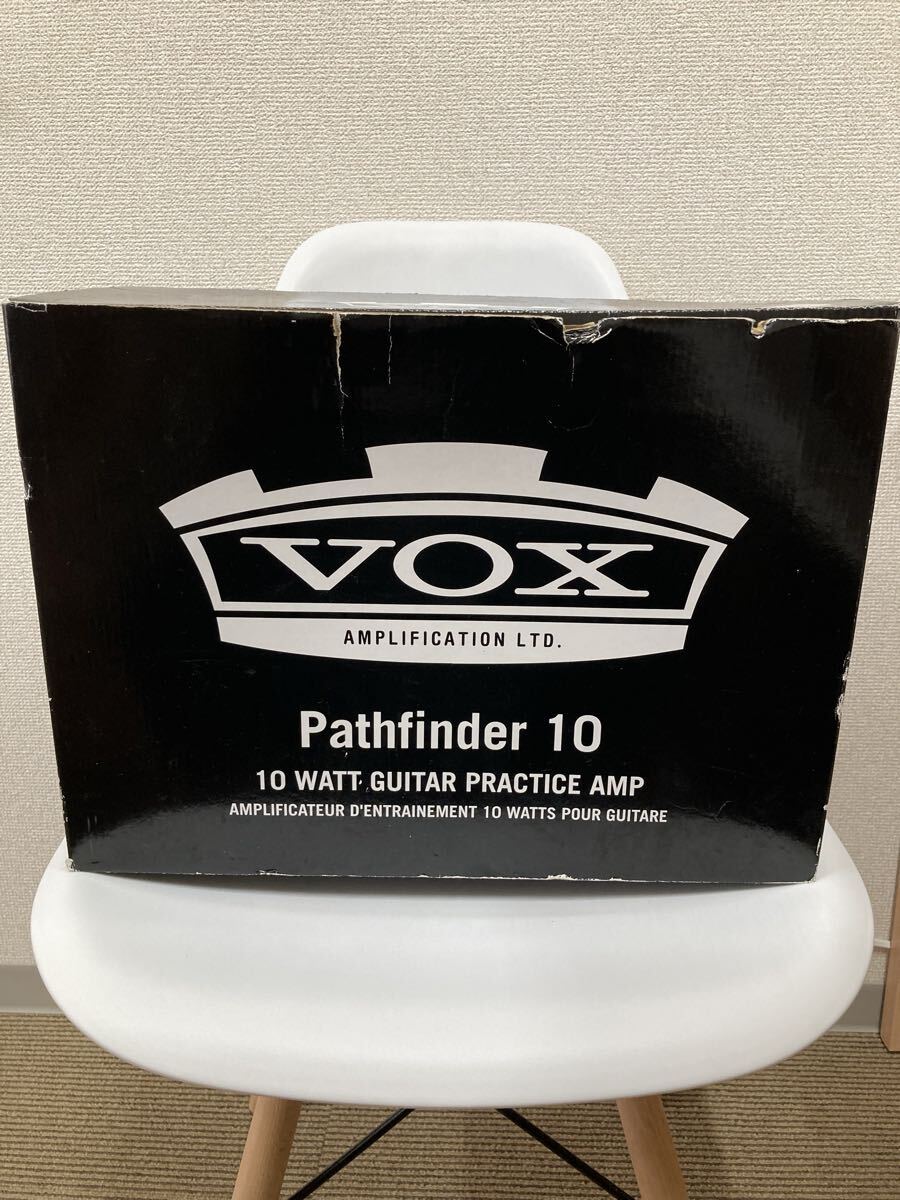 VOX
AMPLIFICATION LTD.
Pathfinder 10
10 WATT GUITAR PRACTICE AMP
AMPLIFICATEUR D'ENTRAINEMENT 10 WATTS POUR GUITARE